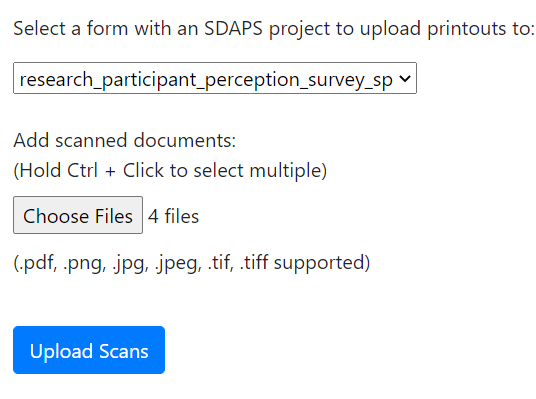 Select a form with an SDAPS project to upload printouts to:
research_participant_perception_survey_sp
Add scanned documents:
(Hold Ctrl + Click to select multiple)
Choose Files 4 files
(.pdf, .png, .jpg, .jpeg, .tif, .tiff supported)
Upload Scans